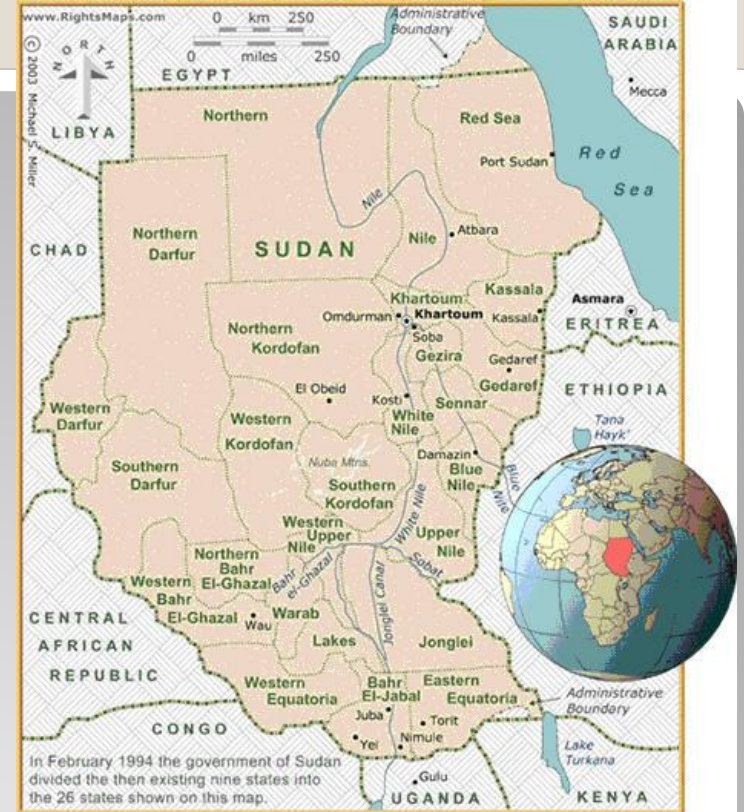 www.RightsMaps.com
0 km 250
0 miles 250
© 2003 Michael S. Miller
NORTH
Administrative
Boundary
SAUDI
ARABIA
EGYPT
Mecca
LIBYA
Northern
Red Sea
Port Sudan
Red
Sea
Nile
Northern
Darfur
SUDAN
Nile
Atbara
CHAD
Khartoum
Kassala
Omdurman
Khartoum
Kassala
Asmara
ERITREA
Soba
Northern
Kordofan
Gezira
Gedaref
Gedaref
El Obeid
Kosti
ETHIOPIA
Western
Darfur
Western
Kordofan
White
Nile
Sennar
Tana
Hayk'
Nuba Mtns.
Damazin
Blue
Nile
Blue
Nile
Southern
Darfur
Southern
Kordofan
White Nile
Western
Upper
Nile
Upper
Nile
Northern
Bahr
El-Ghazal
Bahr
el-Ghazal
Sobat
Western
Bahr
El-Ghazal
Wau
Warab
Jonglei Canal
CENTRAL
AFRICAN
REPUBLIC
Lakes
Jonglei
Western
Equatoria
Bahr
El-Jabal
Eastern
Equatoria
Administrative
Boundary
Juba
Torit
CONGO
Yei
Nimule
Lake
Turkana
In February 1994 the government of Sudan
divided the then existing nine states into
the 26 states shown on this map.
Gulu
UGANDA
KENYA